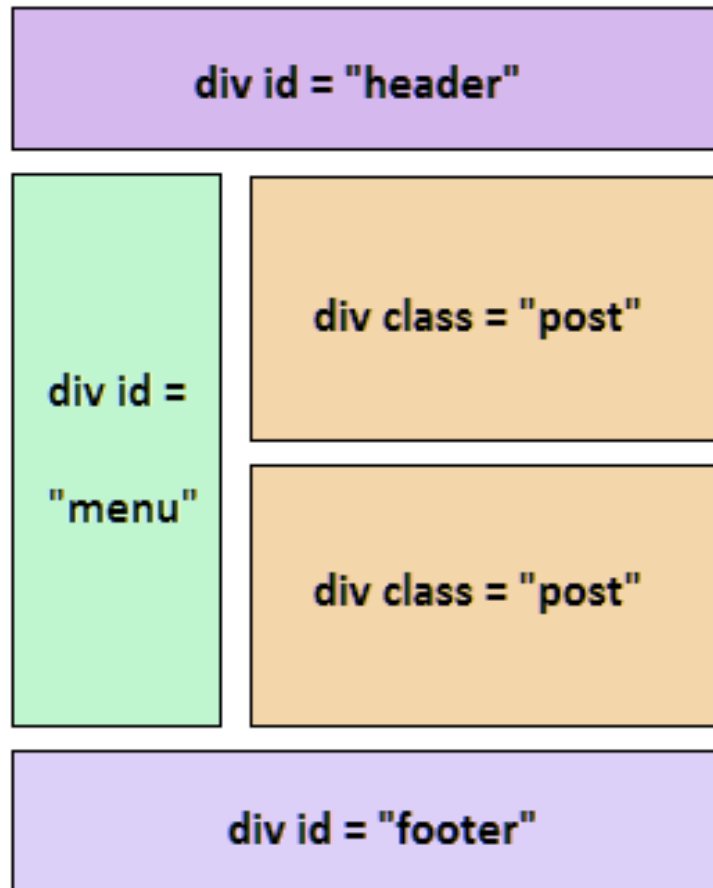 div id = "header"
div id =
"menu"
div class = "post"
div class = "post"
div id = "footer"